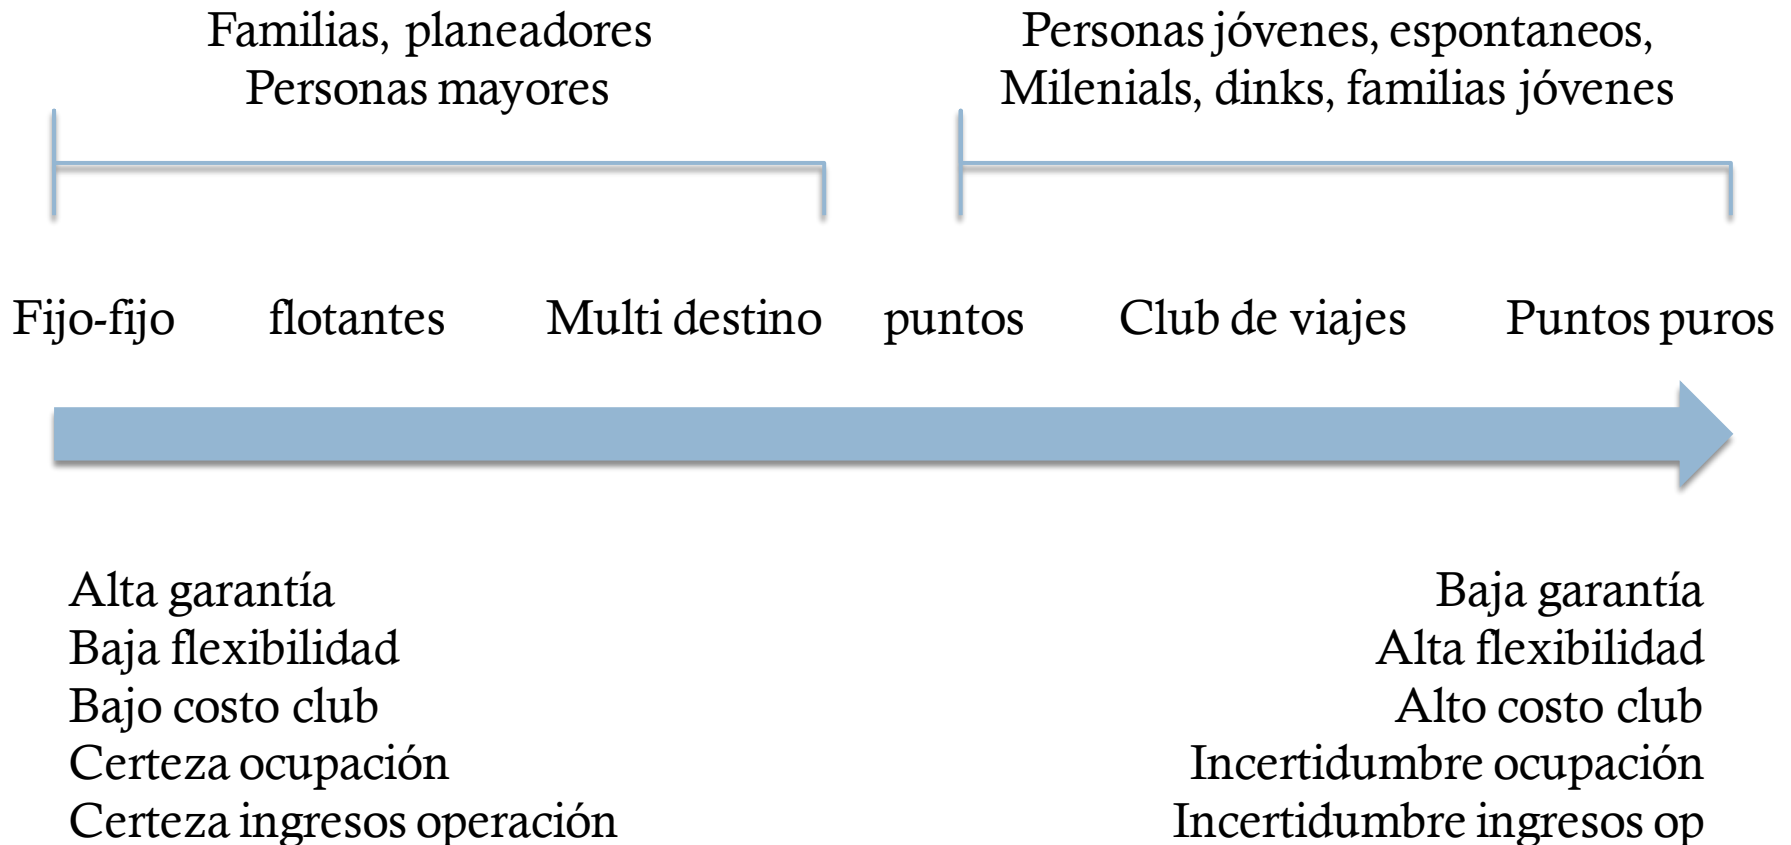 Familias, planeadores
Personas mayores
Personas jóvenes, espontaneos,
Milenials, dinks, familias jóvenes
Fijo-fijo flotantes Multi destino puntos Club de viajes Puntos puros
Alta garantía
Baja flexibilidad
Bajo costo club
Certeza ocupación
Certeza ingresos operación
Baja garantía
Alta flexibilidad
Alto costo club
Incertidumbre ocupación
Incertidumbre ingresos op